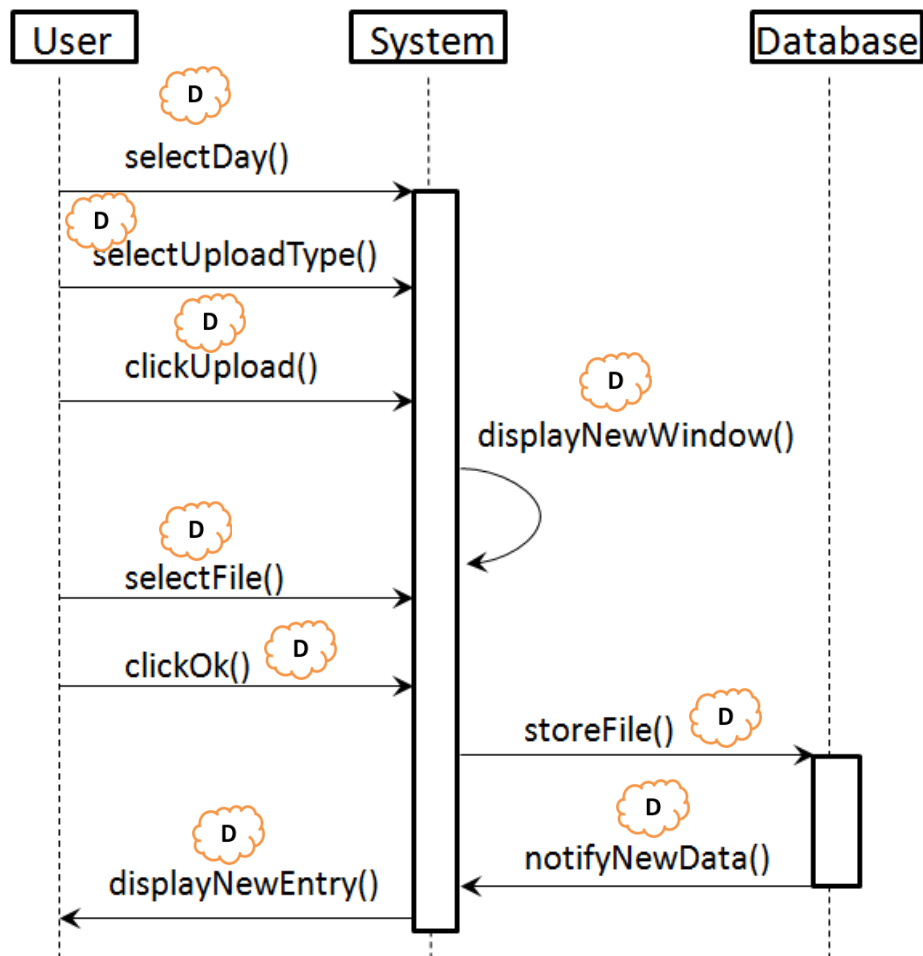 User
System
Database
D
selectDay()
D
selectUploadType()
D
clickUpload()
D
displayNewWindow()
D
selectFile()
D
clickOk()
D
storeFile()
D
notifyNewData()
D
displayNewEntry()